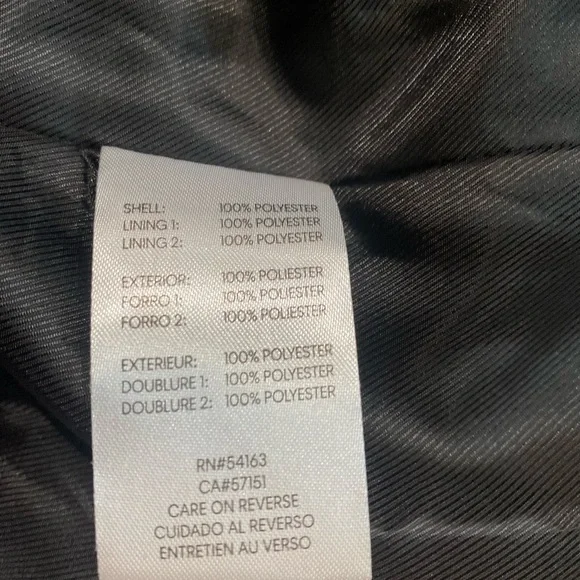 SHELL: 100% POLYESTER
LINING 1: 100% POLYESTER
LINING 2: 100% POLYESTER
EXTERIOR: 100% POLIESTER
FORRO 1: 100% POLIESTER
FORRO 2: 100% POLIESTER
EXTERIEUR: 100% POLYESTER
DOUBLURE 1: 100% POLYESTER
DOUBLURE 2: 100% POLYESTER
RN#54163
CA#57151
CARE ON REVERSE
CUIDADO AL REVERSO
ENTRETIEN AU VERSO